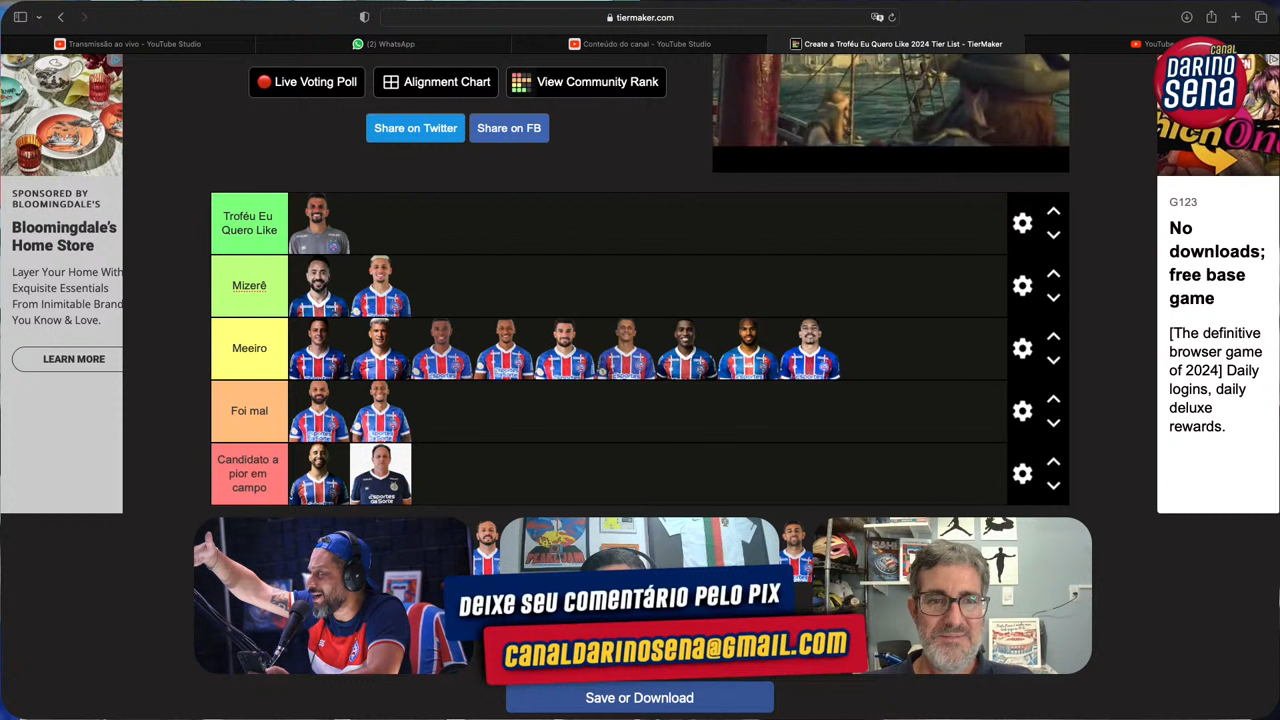 tiermaker.com
Transmissão ao vivo - YouTube Studio
(2) WhatsApp
Conteúdo do canal - YouTube Studio
Create a Troféu Eu Quero Like 2024 Tier List - TierMaker
YouTube
canal
DARINO
SENA
Live Voting Poll
Alignment Chart
View Community Rank
Share on Twitter
Share on FB
SPONSORED BY
BLOOMINGDALE'S
Bloomingdale's
Home Store
Layer Your Home With
Exquisite Essentials
From Inimitable Brand
You Know & Love.
LEARN MORE
Troféu Eu
Quero Like
Mizerê
Meeiro
Foi mal
Candidato a
pior em
campo
G123
No
downloads;
free base
game
[The definitive
browser game
of 2024] Daily
logins, daily
deluxe
rewards.
DEIXE SEU COMENTÁRIO PELO PIX
CANALDARINOSENA@GMAIL.COM
Save or Download